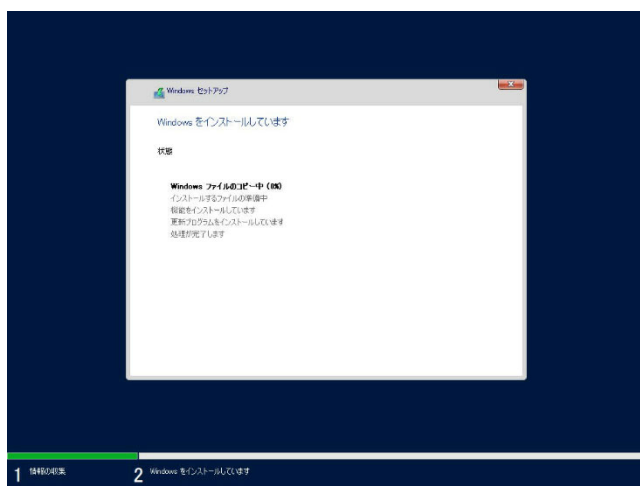 Windows セットアップ
Windows をインストールしています
状態
Windows ファイルのコピー中 (0%)
インストールするファイルの準備中
機能をインストールしています
更新プログラムをインストールしています
処理が完了します
1 情報の収集
2 Windows をインストールしています